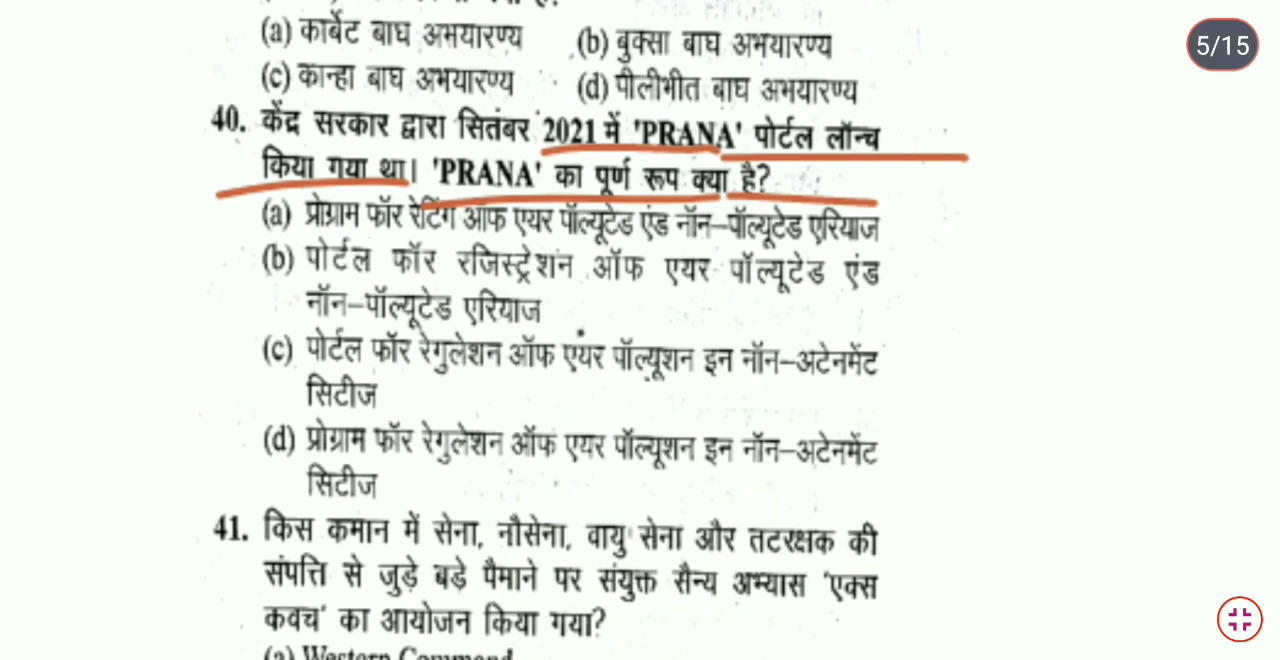 (a) कार्बेट बाघ अभयारण्य (b) बुक्सा बाघ अभयारण्य
5/15
(c) कान्हा बाघ अभयारण्य (d) पीलीभीत बाघ अभयारण्य
40. केंद्र सरकार द्वारा सितंबर 2021 में 'PRANA' पोर्टल लॉन्च
किया गया था। 'PRANA' का पूर्ण रूप क्या है?
(a) प्रोग्राम फॉर रेटिंग ऑफ एयर पॉल्यूटेड एंड नॉन-पॉल्यूटेड एरियाज
(b) पोर्टल फॉर रजिस्ट्रेशन ऑफ एयर पॉल्यूटेड एंड
नॉन-पॉल्यूटेड एरियाज
(c) पोर्टल फॉर रेगुलेशन ऑफ एयर पॉल्यूशन इन नॉन-अटेनमेंट
सिटीज
(d) प्रोग्राम फॉर रेगुलेशन ऑफ एयर पॉल्यूशन इन नॉन-अटेनमेंट
सिटीज
41. किस कमान में सेना, नौसेना, वायु सेना और तटरक्षक की
संपत्ति से जुड़े बड़े पैमाने पर संयुक्त सैन्य अभ्यास 'एक्स
कवच' का आयोजन किया गया?
(a) Western Command